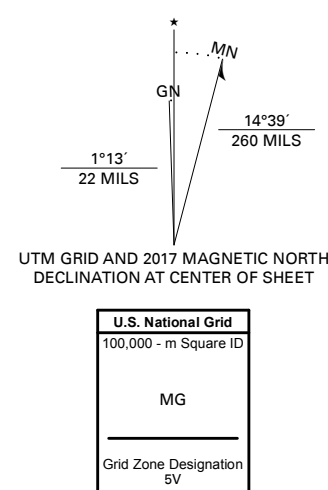 ★
MN
GN
14°39´
260 MILS
1°13´
22 MILS
UTM GRID AND 2017 MAGNETIC NORTH
DECLINATION AT CENTER OF SHEET
U.S. National Grid
100,000 - m Square ID
MG
Grid Zone Designation
5V